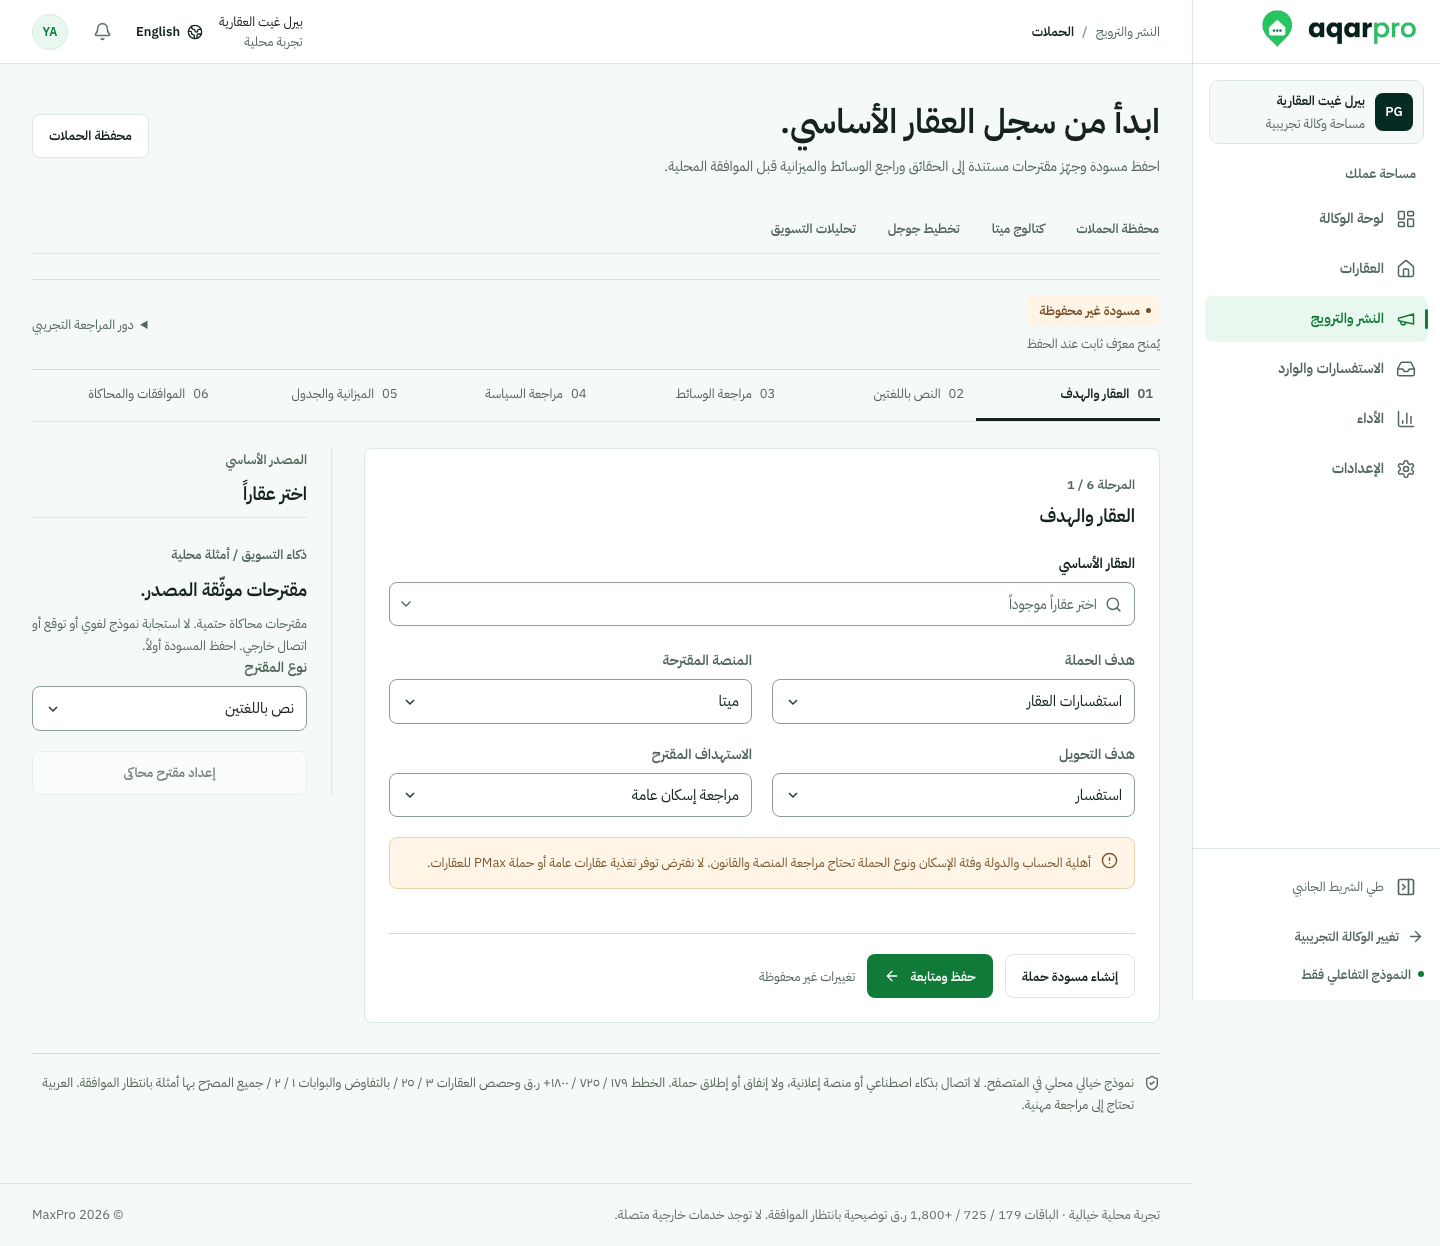 aqarpro
النشر والترويج / الحملات
بيرل غيت العقارية
تجربة محلية
English
YA
PG
بيرل غيت العقارية
مساحة وكالة تجريبية
مساحة عملك
لوحة الوكالة
العقارات
النشر والترويج
الاستفسارات والوارد
الأداء
الإعدادات
طي الشريط الجانبي
تغيير الوكالة التجريبية
النموذج التفاعلي فقط
ابدأ من سجل العقار الأساسي.
احفظ مسودة وجهّز مقترحات مستندة إلى الحقائق وراجع الوسائط والميزانية قبل الموافقة المحلية.
محفظة الحملات
محفظة الحملات
كتالوج ميتا
تخطيط جوجل
تحليلات التسويق
مسودة غير محفوظة
يُمنح معرّف ثابت عند الحفظ
دور المراجعة التجريبي
01 العقار والهدف
02 النص باللغتين
03 مراجعة الوسائط
04 مراجعة السياسة
05 الميزانية والجدول
06 الموافقات والمحاكاة
المرحلة 6 / 1
العقار والهدف
العقار الأساسي
اختر عقاراً موجوداً
هدف الحملة
المنصة المقترحة
استفسارات العقار
ميتا
هدف التحويل
الاستهداف المقترح
استفسار
مراجعة إسكان عامة
أهلية الحساب والدولة وفئة الإسكان ونوع الحملة تحتاج مراجعة المنصة والقانون. لا نفترض توفر تغذية عقارات عامة أو حملة PMax للعقارات.
إنشاء مسودة حملة
حفظ ومتابعة
تغييرات غير محفوظة
المصدر الأساسي
اختر عقاراً
ذكاء التسويق / أمثلة محلية
مقترحات موثّقة المصدر.
مقترحات محاكاة حتمية. لا استجابة نموذج لغوي أو توقع أو
اتصال خارجي. احفظ المسودة أولاً.
نوع المقترح
نص باللغتين
إعداد مقترح محاكى
نموذج خيالي محلي في المتصفح. لا اتصال بذكاء اصطناعي أو منصة إعلانية، ولا إنفاق أو إطلاق حملة. الخطط ١٧٩ / ٧٢٥ / ١٨٠٠+ ر.ق وحصص العقارات ٣ / ٢٥ / بالتفاوض والبوابات ١ / ٢ / جميع المصرّح بها أمثلة بانتظار الموافقة. العربية
تحتاج إلى مراجعة مهنية.
تجربة محلية خيالية · الباقات 179 / 725 / +1,800 ر.ق توضيحية بانتظار الموافقة. لا توجد خدمات خارجية متصلة.
© 2026 MaxPro